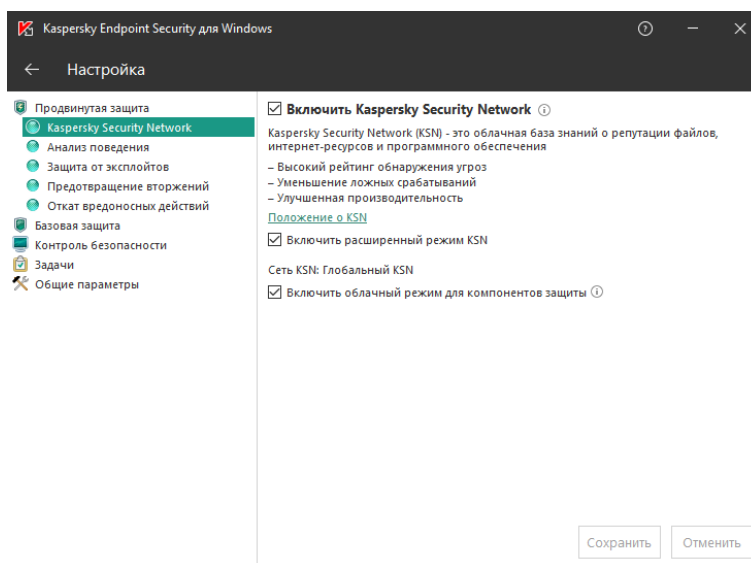 Kaspersky Endpoint Security для Windows
Настройка
Продвинутая защита
Kaspersky Security Network
Анализ поведения
Защита от эксплойтов
Предотвращение вторжений
Откат вредоносных действий
Базовая защита
Контроль безопасности
Задачи
Общие параметры
Включить Kaspersky Security Network
Kaspersky Security Network (KSN) - это облачная база знаний о репутации файлов,
интернет-ресурсов и программного обеспечения
– Высокий рейтинг обнаружения угроз
– Уменьшение ложных срабатываний
– Улучшенная производительность
Положение о KSN
Включить расширенный режим KSN
Сеть KSN: Глобальный KSN
Включить облачный режим для компонентов защиты
Сохранить
Отменить